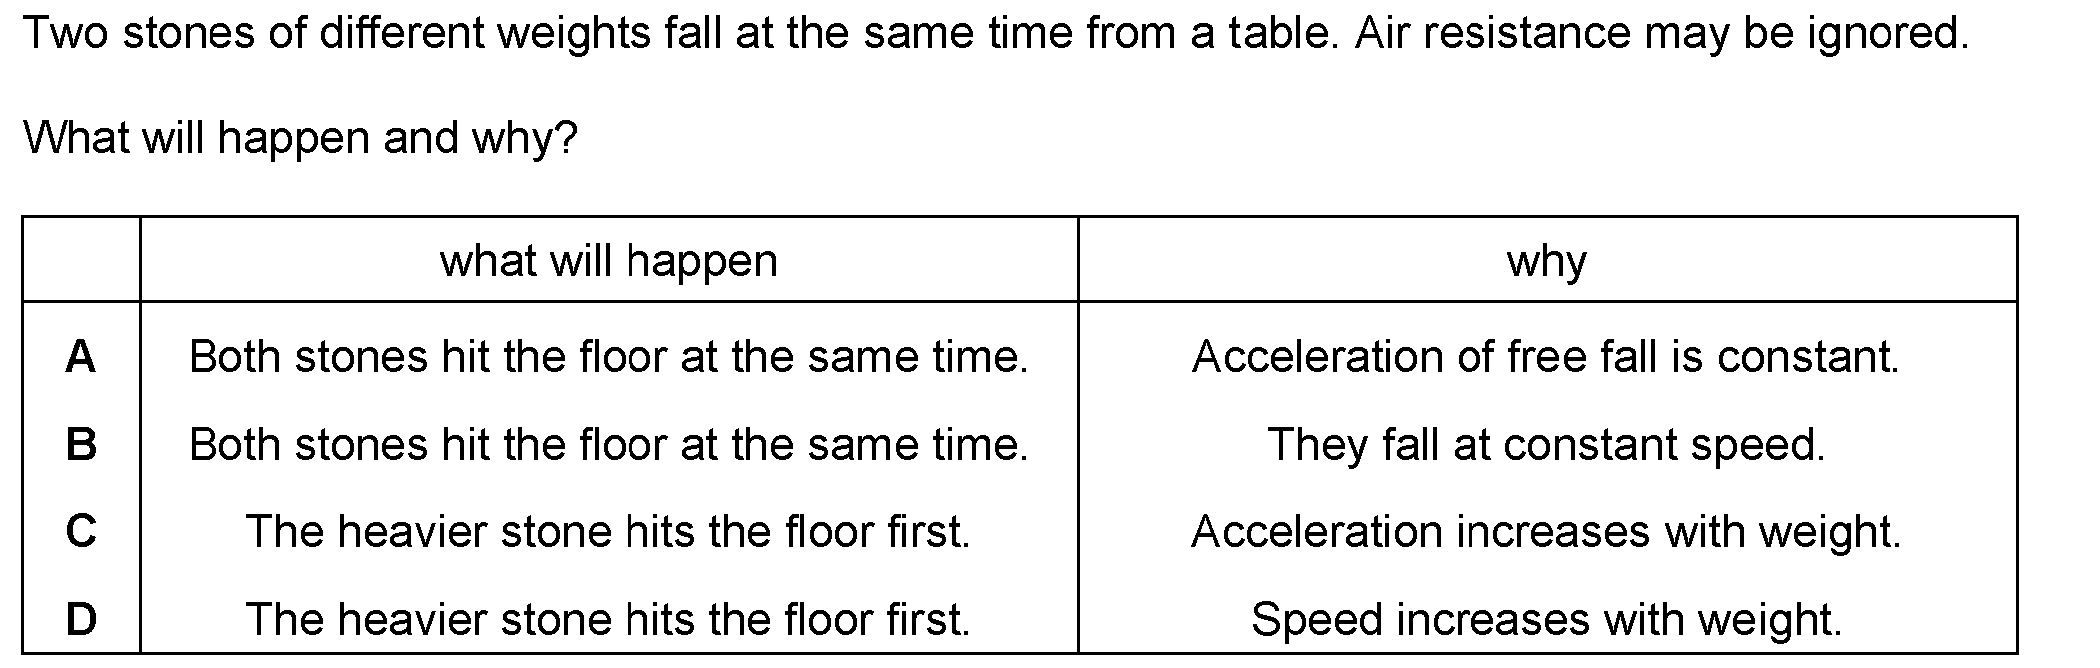 Two stones of different weights fall at the same time from a table. Air resistance may be ignored.
What will happen and why?
what will happen why
A Both stones hit the floor at the same time. Acceleration of free fall is constant.
B Both stones hit the floor at the same time. They fall at constant speed.
C The heavier stone hits the floor first. Acceleration increases with weight.
D The heavier stone hits the floor first. Speed increases with weight.